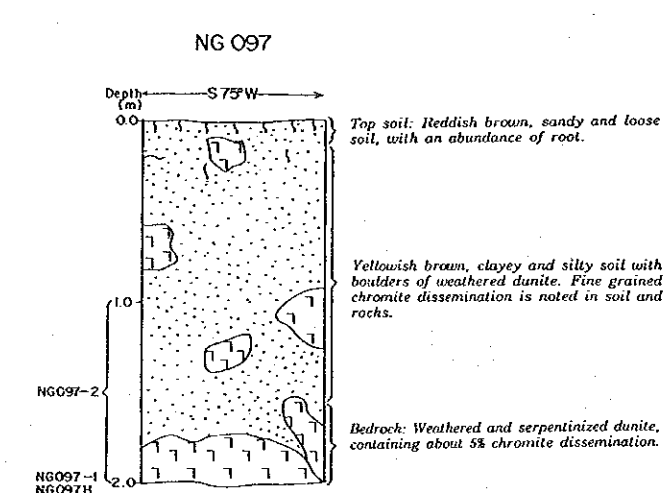 NG 097
Depth
(m)
S 75° W
0.0
Top soil: Reddish brown, sandy and loose
soil, with an abundance of root.
Yellowish brown, clayey and silty soil with
boulders of weathered dunite. Fine grained
chromite dissemination is noted in soil and
rocks.
1.0
NG097-2
Bedrock: Weathered and serpentinized dunite,
containing about 5% chromite dissemination.
NG097-1
NG097H
2.0